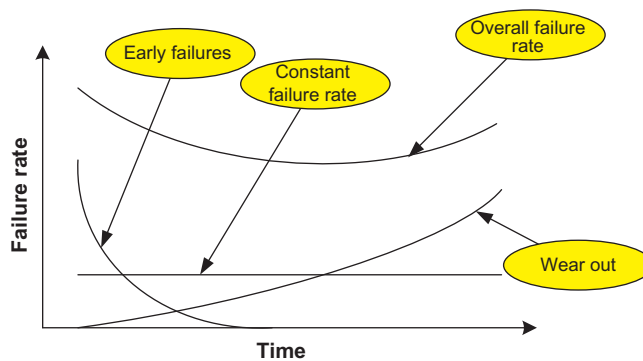 Early failures
Constant
failure rate
Overall failure
rate
Failure rate
Wear out
Time